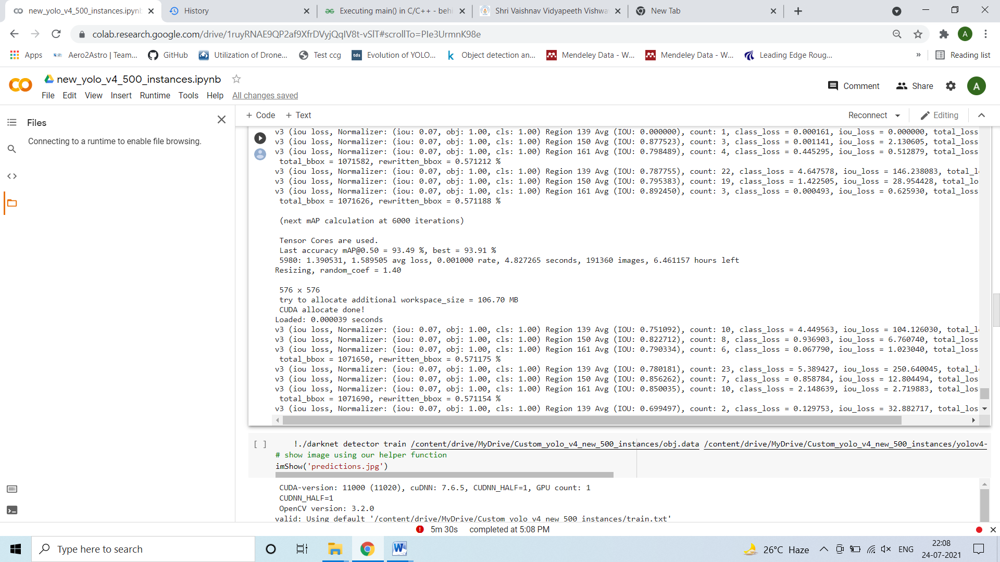 new_yolo_v4_500_instances.ipynb
History
Executing main() in C/C++ - behi
Shri Vaishnav Vidyapeeth Vishwa
New Tab
colab.research.google.com/drive/1ruyRNAE9QP2af9XfrDVyjQqIV8t-vSlT#scrollTo=PIe3UrmnK98e
A
Apps
Aero2Astro | Team...
GitHub
Utilization of Drone...
Test ccg
tds Evolution of YOLO...
k Object detection an...
Mendeley Data - W...
Mendeley Data - W...
Leading Edge Roug...
»
Reading list
new_yolo_v4_500_instances.ipynb
Comment
Share
A
File Edit View Insert Runtime Tools Help All changes saved
Files
Connecting to a runtime to enable file browsing.
+ Code + Text
Reconnect
Editing
v3 (iou loss, Normalizer: (iou: 0.07, obj: 1.00, cls: 1.00) Region 139 Avg (IOU: 0.000000), count: 1, class_loss = 0.000161, iou_loss = 0.000000, total_loss
v3 (iou loss, Normalizer: (iou: 0.07, obj: 1.00, cls: 1.00) Region 150 Avg (IOU: 0.877523), count: 3, class_loss = 0.001141, iou_loss = 2.130605, total_loss
v3 (iou loss, Normalizer: (iou: 0.07, obj: 1.00, cls: 1.00) Region 161 Avg (IOU: 0.798489), count: 4, class_loss = 0.445295, iou_loss = 0.512879, total_loss
total_bbox = 1071582, rewritten_bbox = 0.571212 %
v3 (iou loss, Normalizer: (iou: 0.07, obj: 1.00, cls: 1.00) Region 139 Avg (IOU: 0.787755), count: 22, class_loss = 4.647578, iou_loss = 146.238083, total_l
v3 (iou loss, Normalizer: (iou: 0.07, obj: 1.00, cls: 1.00) Region 150 Avg (IOU: 0.795383), count: 19, class_loss = 1.422505, iou_loss = 28.954428, total_lo
v3 (iou loss, Normalizer: (iou: 0.07, obj: 1.00, cls: 1.00) Region 161 Avg (IOU: 0.892450), count: 3, class_loss = 0.000493, iou_loss = 0.625930, total_loss
total_bbox = 1071626, rewritten_bbox = 0.571188 %
(next mAP calculation at 6000 iterations)
Tensor Cores are used.
Last accuracy mAP@0.50 = 93.49 %, best = 93.91 %
5980: 1.390531, 1.589505 avg loss, 0.001000 rate, 4.827265 seconds, 191360 images, 6.461157 hours left
Resizing, random_coef = 1.40
576 x 576
try to allocate additional workspace_size = 106.70 MB
CUDA allocate done!
Loaded: 0.000039 seconds
v3 (iou loss, Normalizer: (iou: 0.07, obj: 1.00, cls: 1.00) Region 139 Avg (IOU: 0.751092), count: 10, class_loss = 4.449563, iou_loss = 104.126030, total_l
v3 (iou loss, Normalizer: (iou: 0.07, obj: 1.00, cls: 1.00) Region 150 Avg (IOU: 0.822712), count: 8, class_loss = 0.936903, iou_loss = 6.760740, total_loss
v3 (iou loss, Normalizer: (iou: 0.07, obj: 1.00, cls: 1.00) Region 161 Avg (IOU: 0.790334), count: 6, class_loss = 0.067790, iou_loss = 1.023040, total_loss
total_bbox = 1071650, rewritten_bbox = 0.571175 %
v3 (iou loss, Normalizer: (iou: 0.07, obj: 1.00, cls: 1.00) Region 139 Avg (IOU: 0.780181), count: 23, class_loss = 5.389427, iou_loss = 250.640045, total_l
v3 (iou loss, Normalizer: (iou: 0.07, obj: 1.00, cls: 1.00) Region 150 Avg (IOU: 0.856262), count: 7, class_loss = 0.858784, iou_loss = 12.804494, total_los
v3 (iou loss, Normalizer: (iou: 0.07, obj: 1.00, cls: 1.00) Region 161 Avg (IOU: 0.850035), count: 10, class_loss = 2.148639, iou_loss = 2.719883, total_los
total_bbox = 1071690, rewritten_bbox = 0.571154 %
v3 (iou loss, Normalizer: (iou: 0.07, obj: 1.00, cls: 1.00) Region 139 Avg (IOU: 0.699497), count: 2, class_loss = 0.129753, iou_loss = 32.882717, total_los
[ ] !./darknet detector train /content/drive/MyDrive/Custom_yolo_v4_new_500_instances/obj.data /content/drive/MyDrive/Custom_yolo_v4_new_500_instances/yolov4-
# show image using our helper function
imShow('predictions.jpg')
CUDA-version: 11000 (11020), cuDNN: 7.6.5, CUDNN_HALF=1, GPU count: 1
CUDNN_HALF=1
OpenCV version: 3.2.0
valid: Using default '/content/drive/MyDrive/Custom_yolo_v4_new_500_instances/train.txt'
5m 30s completed at 5:08 PM
Type here to search
26°C Haze
ENG
22:08
24-07-2021